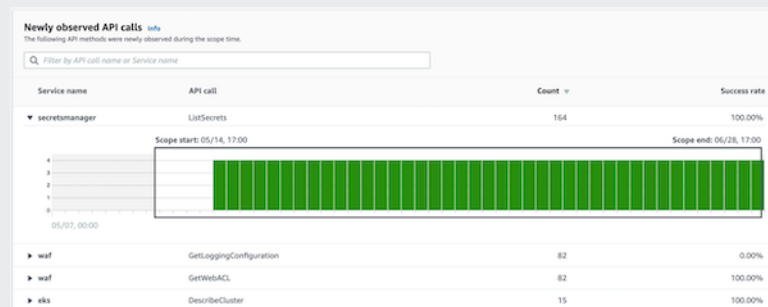 Newly observed API calls Info
The following API methods were newly observed during the scope time.
Filter by API call name or Service name
Service name API call Count Success rate
secretsmanager ListSecrets 164 100.00%
Scope start: 05/14, 17:00 Scope end: 06/28, 17:00
4
3
2
1
0
05/07, 00:00
waf GetLoggingConfiguration 82 0.00%
waf GetWebACL 82 100.00%
eks DescribeCluster 15 100.00%